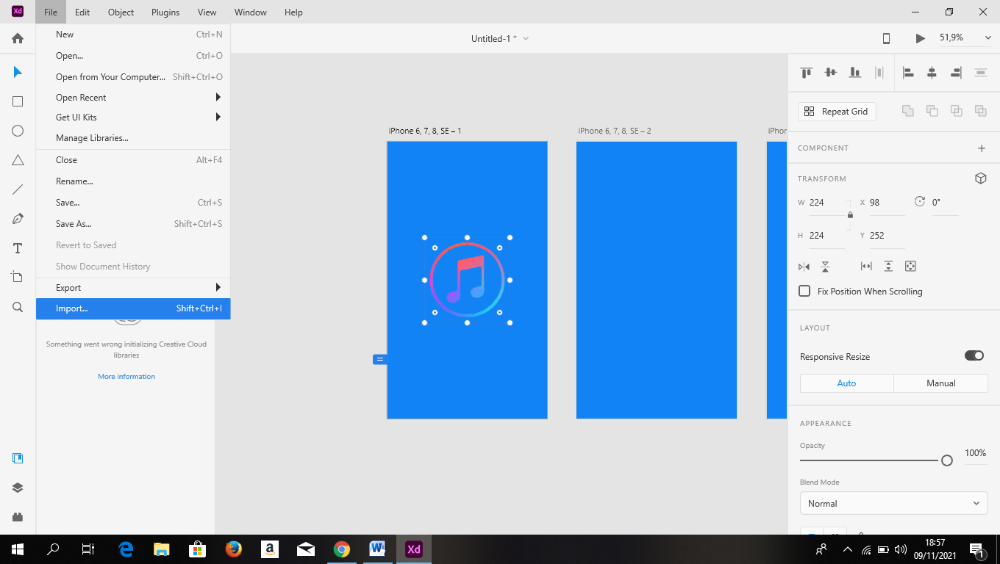 Xd File Edit Object Plugins View Window Help
New Ctrl+N
Open... Ctrl+O
Open from Your Computer... Shift+Ctrl+O
Open Recent
Get UI Kits
Manage Libraries...
Close Alt+F4
Rename...
Save... Ctrl+S
Save As... Shift+Ctrl+S
Revert to Saved
Show Document History
Export
Import... Shift+Ctrl+I
Something went wrong initializing Creative Cloud
libraries
More information
Untitled-1 *
51,9%
iPhone 6, 7, 8, SE – 1
iPhone 6, 7, 8, SE – 2
iPhon
Repeat Grid
COMPONENT
TRANSFORM
W 224 X 98 0°
H 224 Y 252
Fix Position When Scrolling
LAYOUT
Responsive Resize
Auto Manual
APPEARANCE
Opacity
100%
Blend Mode
Normal
a W Xd
18:57
09/11/2021
1